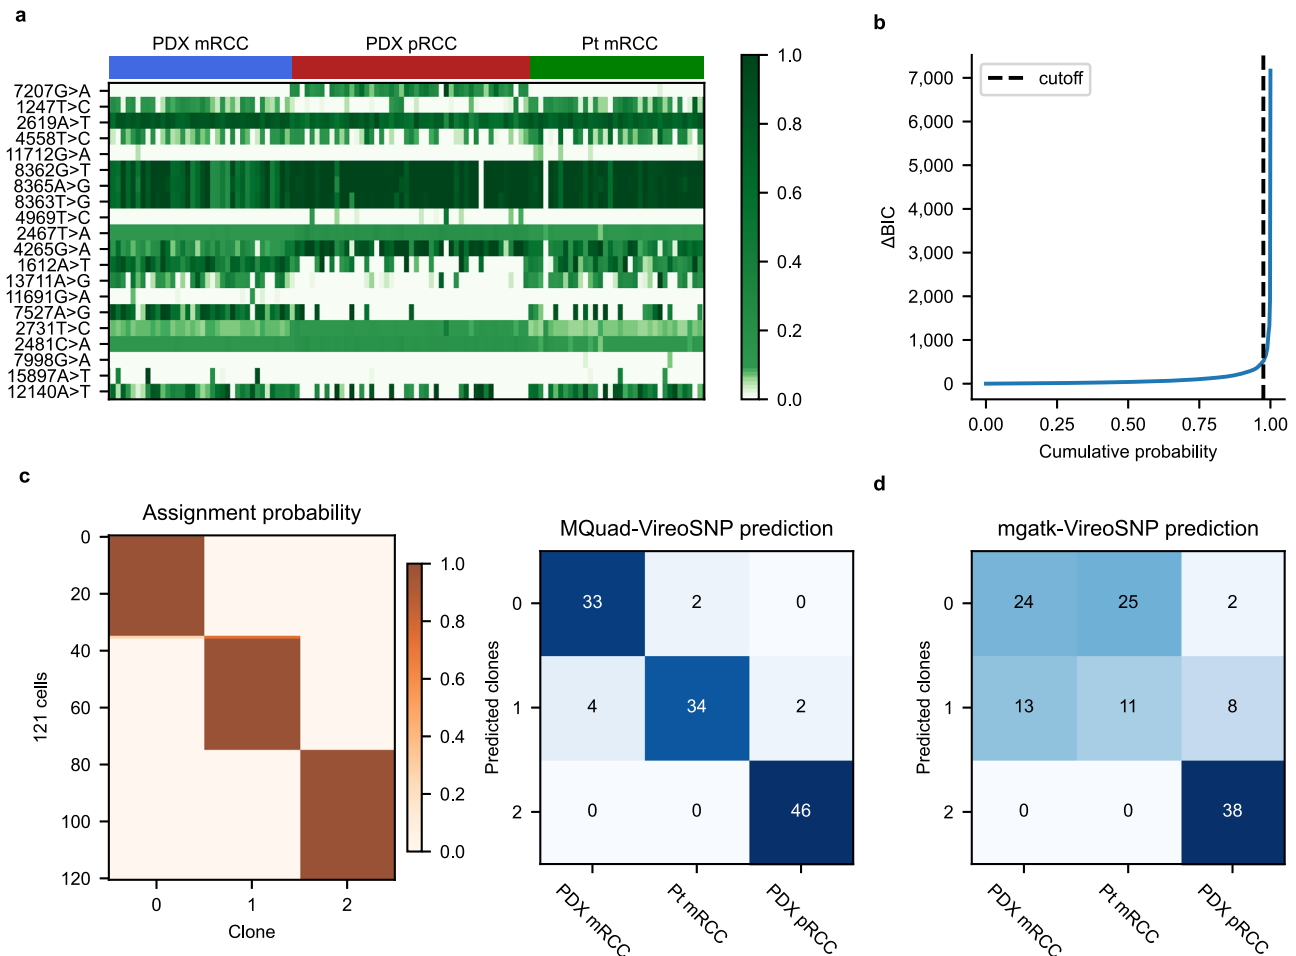 a
PDX mRCC
PDX pRCC
Pt mRCC
7207G>A
1247T>C
2619A>T
4558T>C
11712G>A
8362G>T
8365A>G
8363T>G
4969T>C
2467T>A
4265G>A
1612A>T
13711A>G
11691G>A
7527A>G
2731T>C
2481C>A
7998G>A
15897A>T
12140A>T
1.0
0.8
0.6
0.4
0.2
0.0
b
cutoff
7,000
6,000
5,000
4,000
3,000
2,000
1,000
0
ΔBIC
0.00 0.25 0.50 0.75 1.00
Cumulative probability
c
Assignment probability
0
20
40
60
80
100
120
121 cells
0 1 2
Clone
1.0
0.8
0.6
0.4
0.2
0.0
MQuad-VireoSNP prediction
Predicted clones
0 33 2 0
1 4 34 2
2 0 0 46
PDX mRCC
Pt mRCC
PDX pRCC
d
mgatk-VireoSNP prediction
Predicted clones
0 24 25 2
1 13 11 8
2 0 0 38
PDX mRCC
Pt mRCC
PDX pRCC